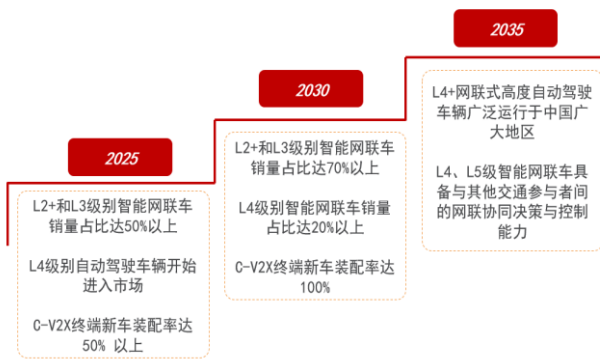 2025
L2+和L3级别智能网联车
销量占比达50%以上
L4级别自动驾驶车辆开始
进入市场
C-V2X终端新车装配率达
50% 以上
2030
L2+和L3级别智能网联车
销量占比达70%以上
L4级别智能网联车销量
占比达20%以上
C-V2X终端新车装配率达
100%
2035
L4+网联式高度自动驾驶
车辆广泛运行于中国广
大地区
L4、L5级智能网联车具
备与其他交通参与者间
的网联协同决策与控制
能力